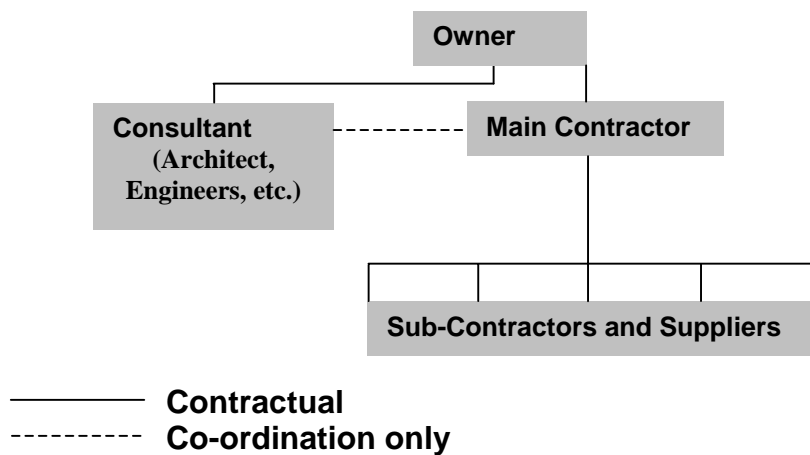 Owner
Consultant
(Architect,
Engineers, etc.)
Main Contractor
Sub-Contractors and Suppliers
Contractual
Co-ordination only